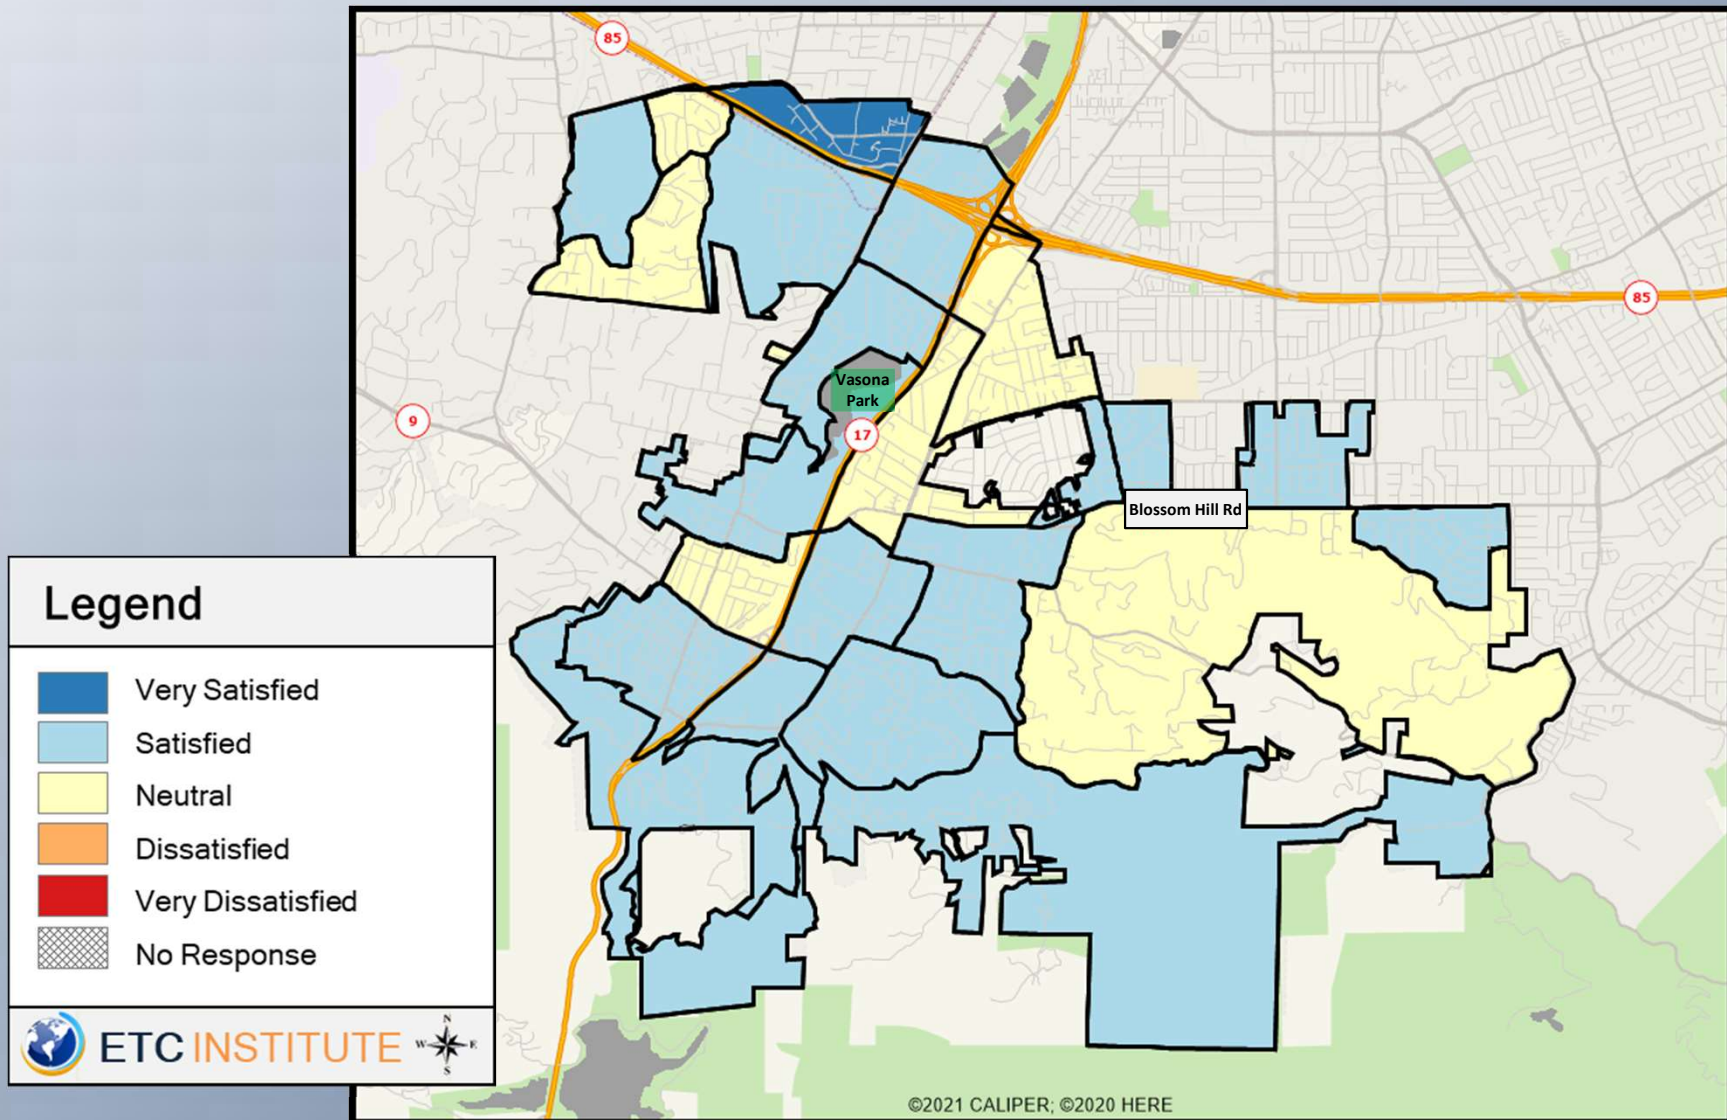 85
85
9
Vasona
Park
17
Blossom Hill Rd
Legend
Very Satisfied
Satisfied
Neutral
Dissatisfied
Very Dissatisfied
No Response
ETC INSTITUTE
N
W
E
S
©2021 CALIPER; ©2020 HERE